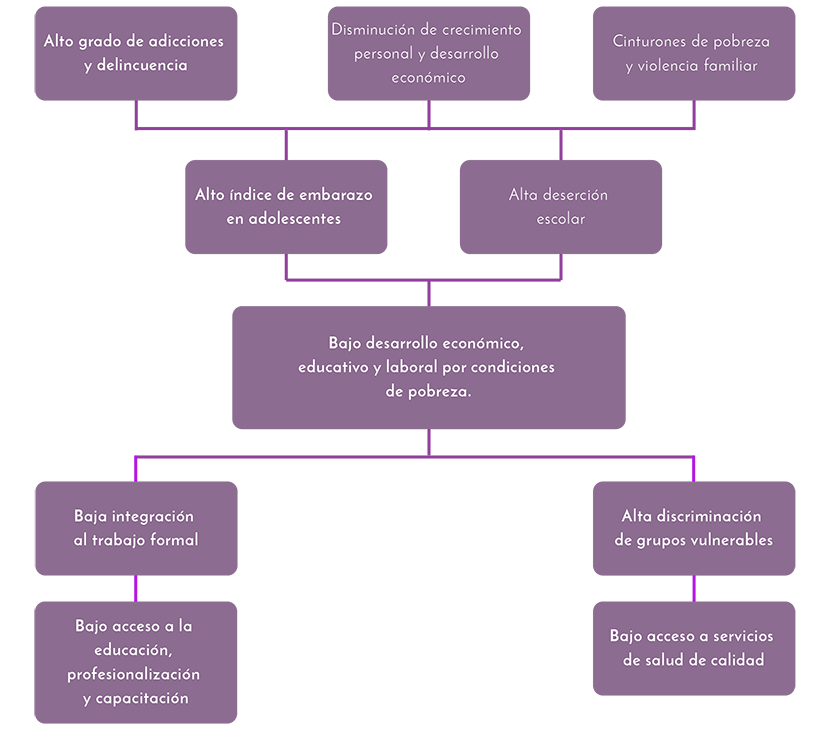 Alto grado de adicciones
y delincuencia
Disminución de crecimiento
personal y desarrollo
económico
Cinturones de pobreza
y violencia familiar
Alto índice de embarazo
en adolescentes
Alta deserción
escolar
Bajo desarrollo económico,
educativo y laboral por condiciones
de pobreza.
Baja integración
al trabajo formal
Alta discriminación
de grupos vulnerables
Bajo acceso a la
educación,
profesionalización
y capacitación
Bajo acceso a servicios
de salud de calidad